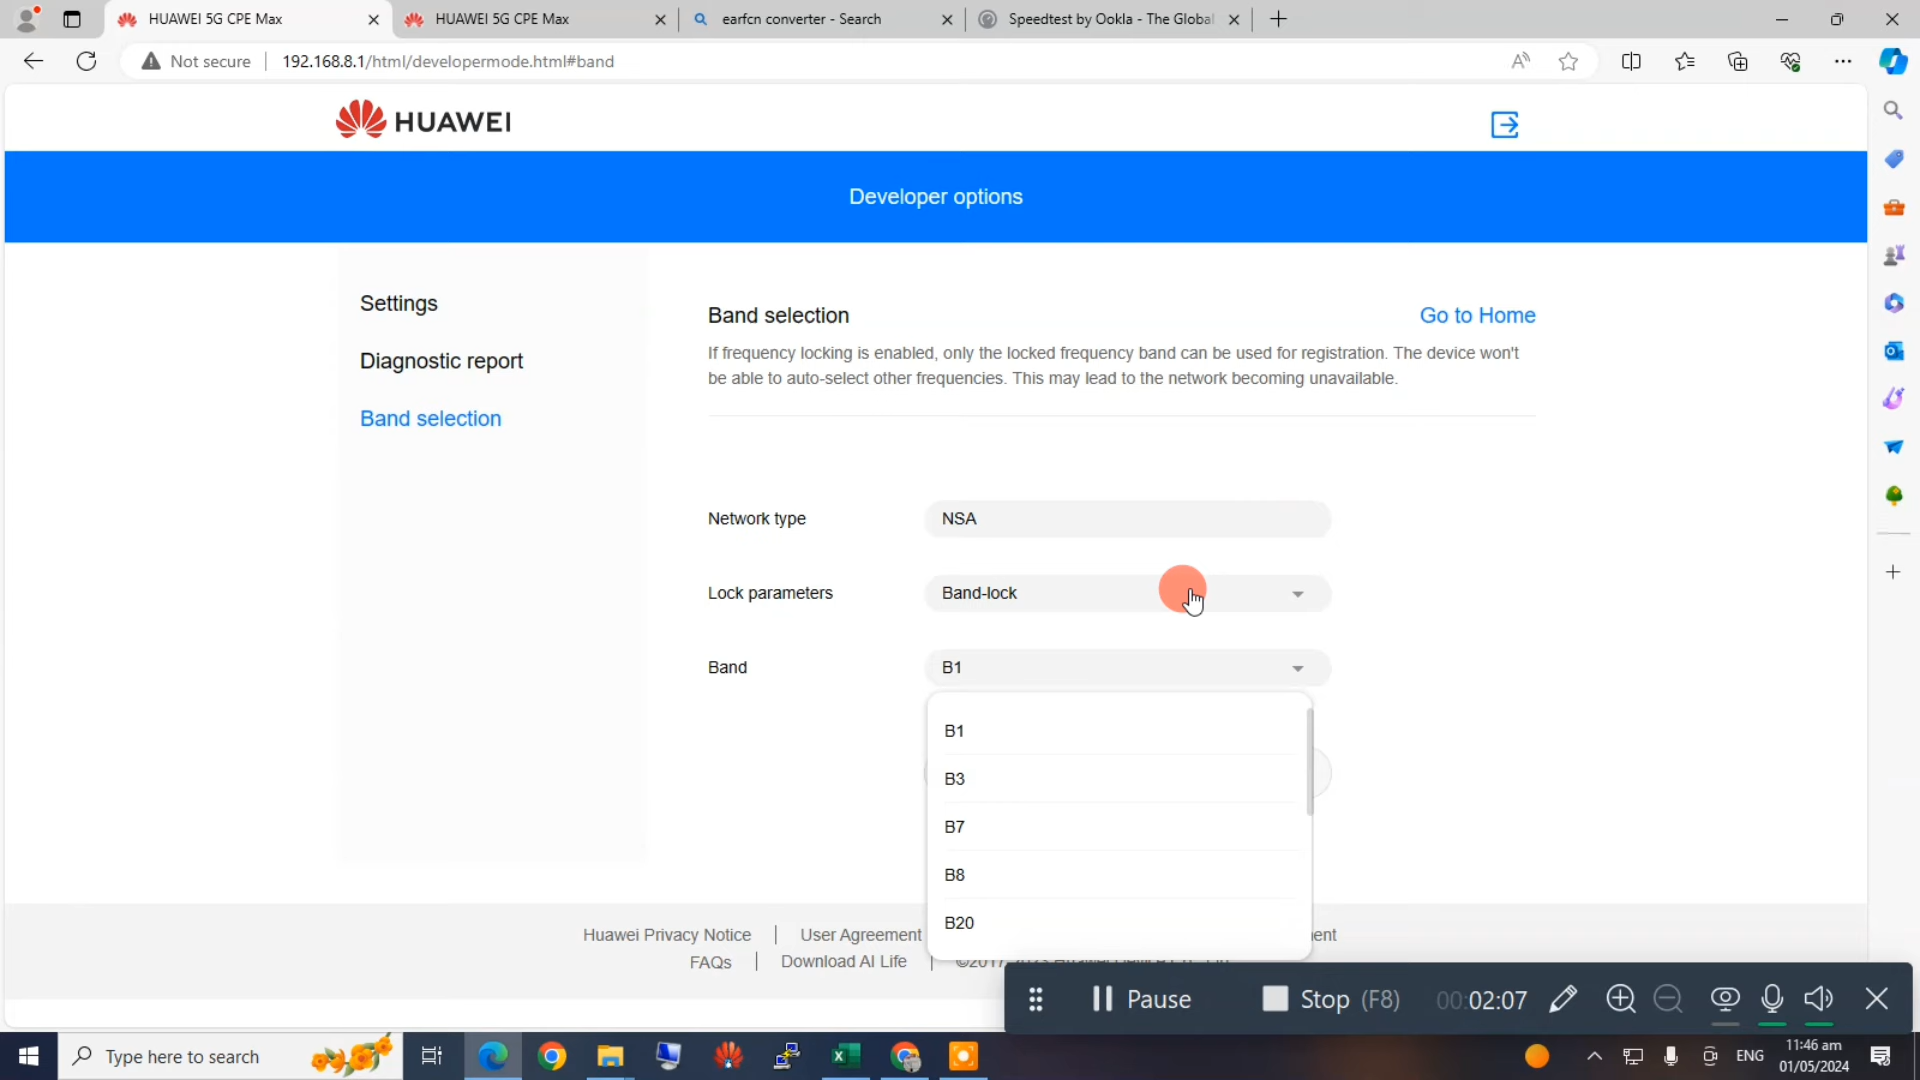 HUAWEI 5G CPE Max
HUAWEI 5G CPE Max
earfcn converter - Search
Speedtest by Ookla - The Global
Not secure
192.168.8.1/html/developermode.html#band
HUAWEI
Developer options
Settings
Diagnostic report
Band selection
Band selection
Go to Home
If frequency locking is enabled, only the locked frequency band can be used for registration. The device won't
be able to auto-select other frequencies. This may lead to the network becoming unavailable.
Network type
NSA
Lock parameters
Band-lock
Band
B1
B1
B3
B7
B8
B20
Huawei Privacy Notice
User Agreement
FAQs
Download AI Life
Pause
Stop (F8)
00:02:07
Type here to search
ENG
11:46 am
01/05/2024